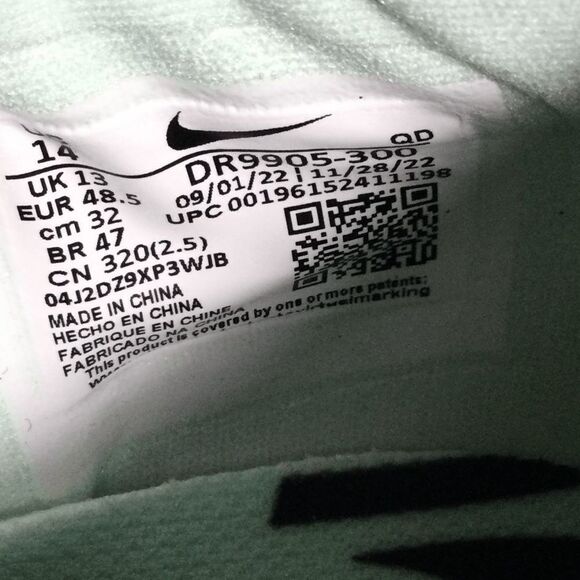 14
UK 13
EUR 48.5
cm 32
BR 47
CN 320(2.5)
04J2DZ9XP3WJB
MADE IN CHINA
HECHO EN CHINA
FABRIQUE EN CHINE
FABRICADO NA CHINA
This product is covered by one or more patents:
QD
DR9905-300
09/01/22 | 11/28/22
UPC 00196152411198